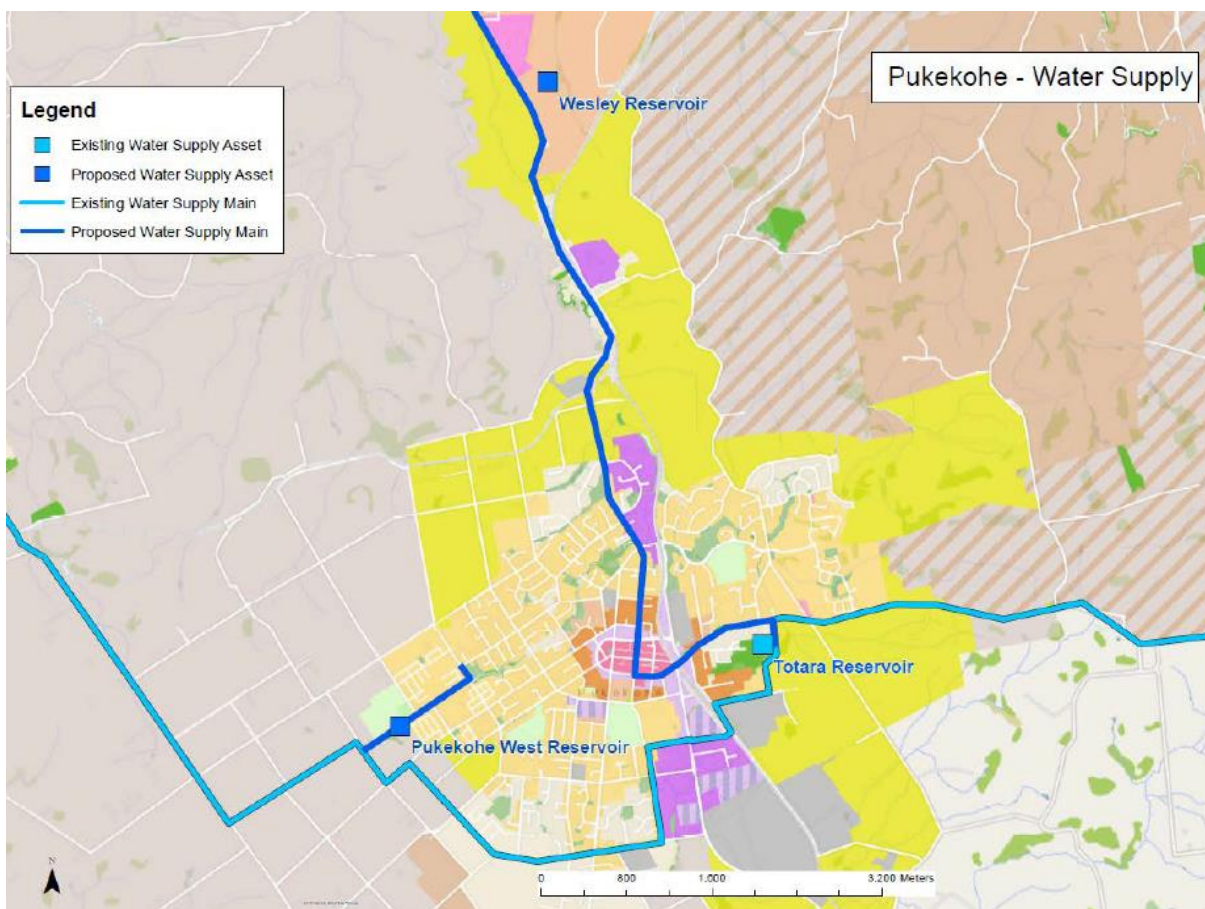 Pukekohe - Water Supply
Wesley Reservoir
Legend
Existing Water Supply Asset
Proposed Water Supply Asset
Existing Water Supply Main
Proposed Water Supply Main
Totara Reservoir
Pukekohe West Reservoir
N
0 800 1,600 3,200 Meters